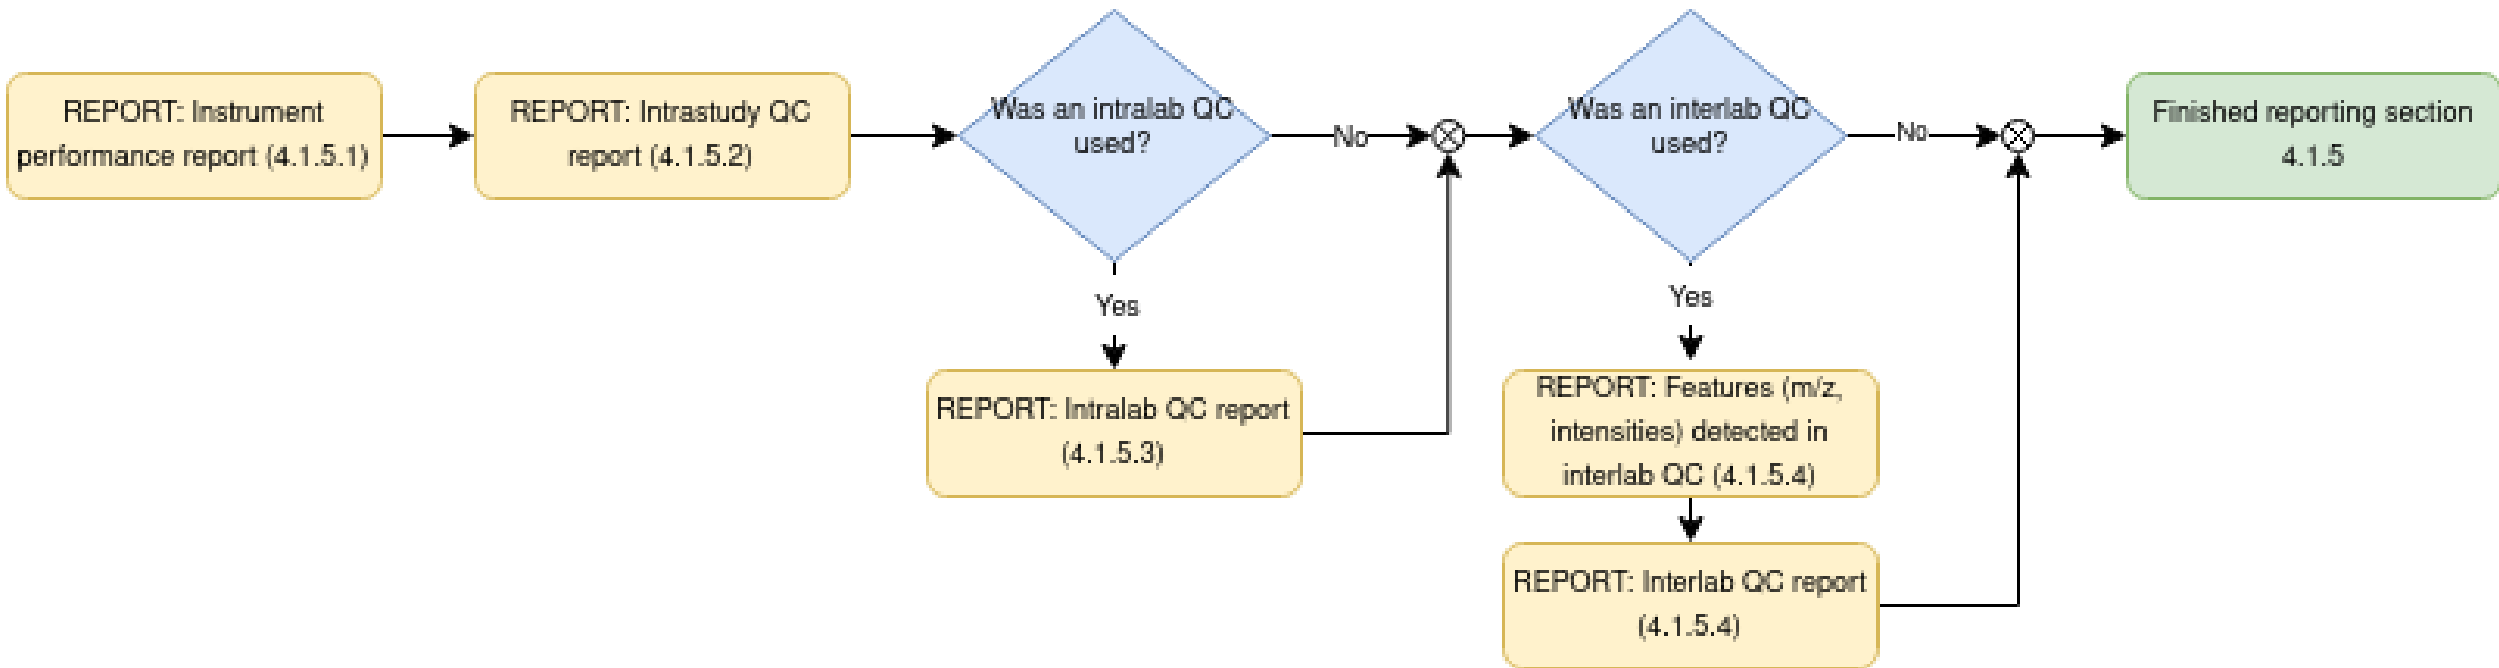 REPORT: Instrument
performance report (4.1.5.1)
REPORT: Intrastudy QC
report (4.1.5.2)
Was an intralab QC
used?
No
Yes
REPORT: Intralab QC report
(4.1.5.3)
Was an interlab QC
used?
No
Yes
REPORT: Features (m/z,
intensities) detected in
interlab QC (4.1.5.4)
REPORT: Interlab QC report
(4.1.5.4)
Finished reporting section
4.1.5